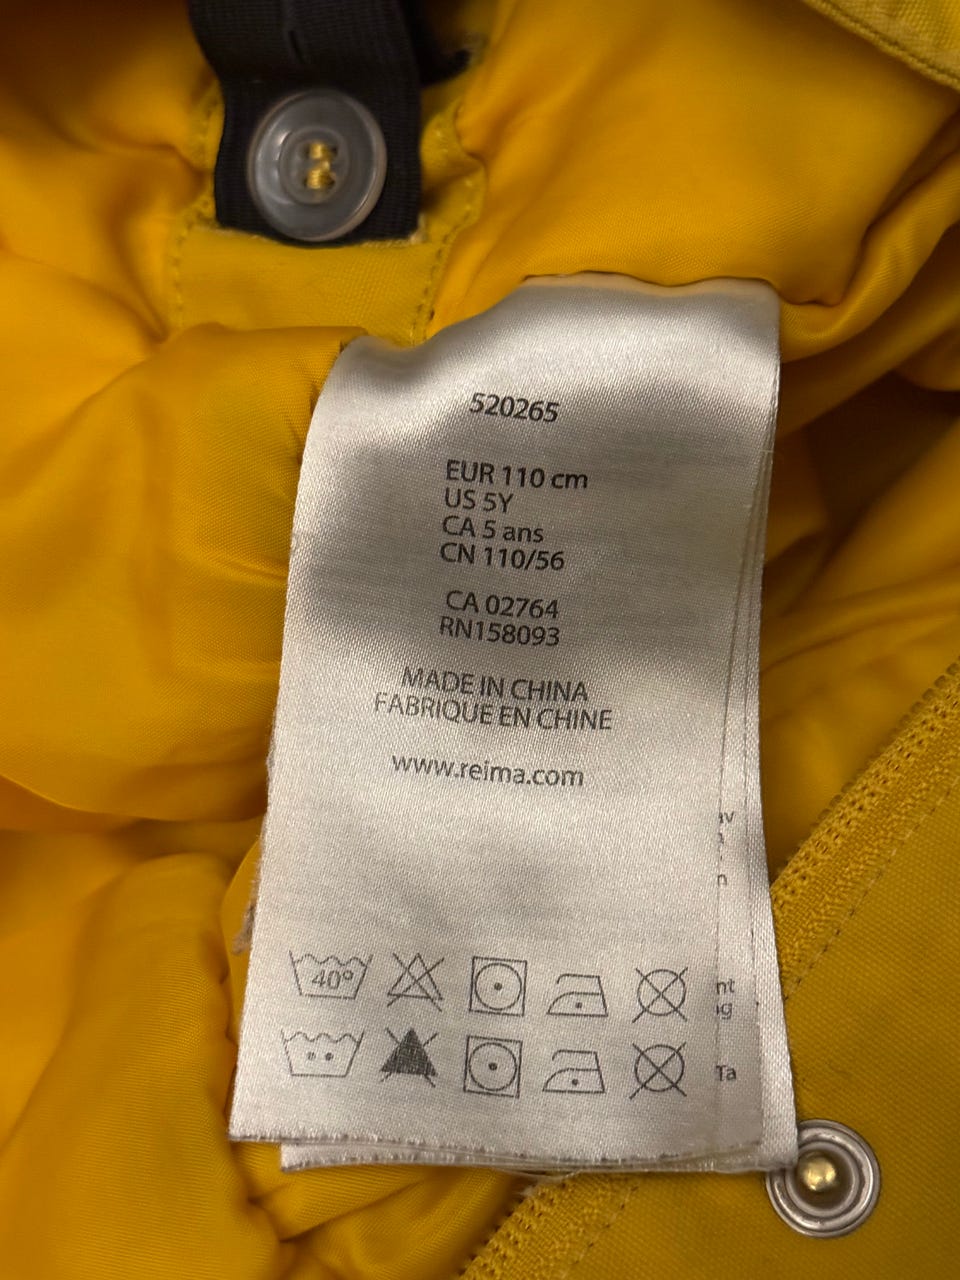 520265
EUR 110 cm
US 5Y
CA 5 ans
CN 110/56
CA 02764
RN158093
MADE IN CHINA
FABRIQUE EN CHINE
www.reima.com
40°
Ta